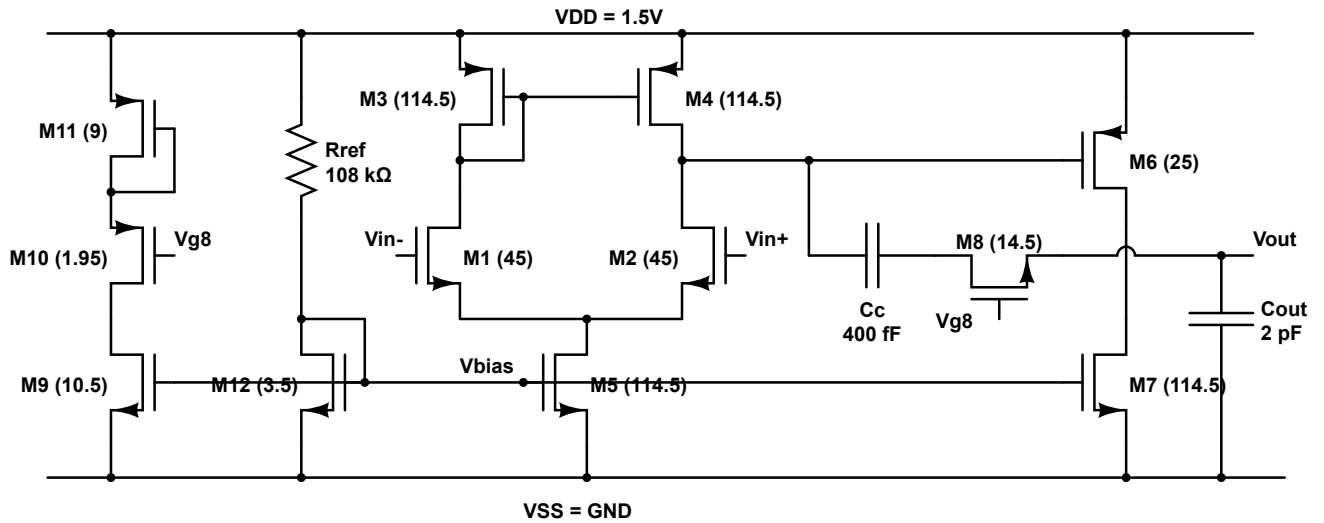 VDD = 1.5V
M3 (114.5)
M4 (114.5)
M11 (9)
Rref
108 kΩ
M6 (25)
M10 (1.95)
Vg8
Vin-
M1 (45)
M2 (45)
Vin+
M8 (14.5)
Vout
Cc
400 fF
Vg8
Cout
2 pF
M9 (10.5)
M12 (3.5)
Vbias
M5 (114.5)
M7 (114.5)
VSS = GND